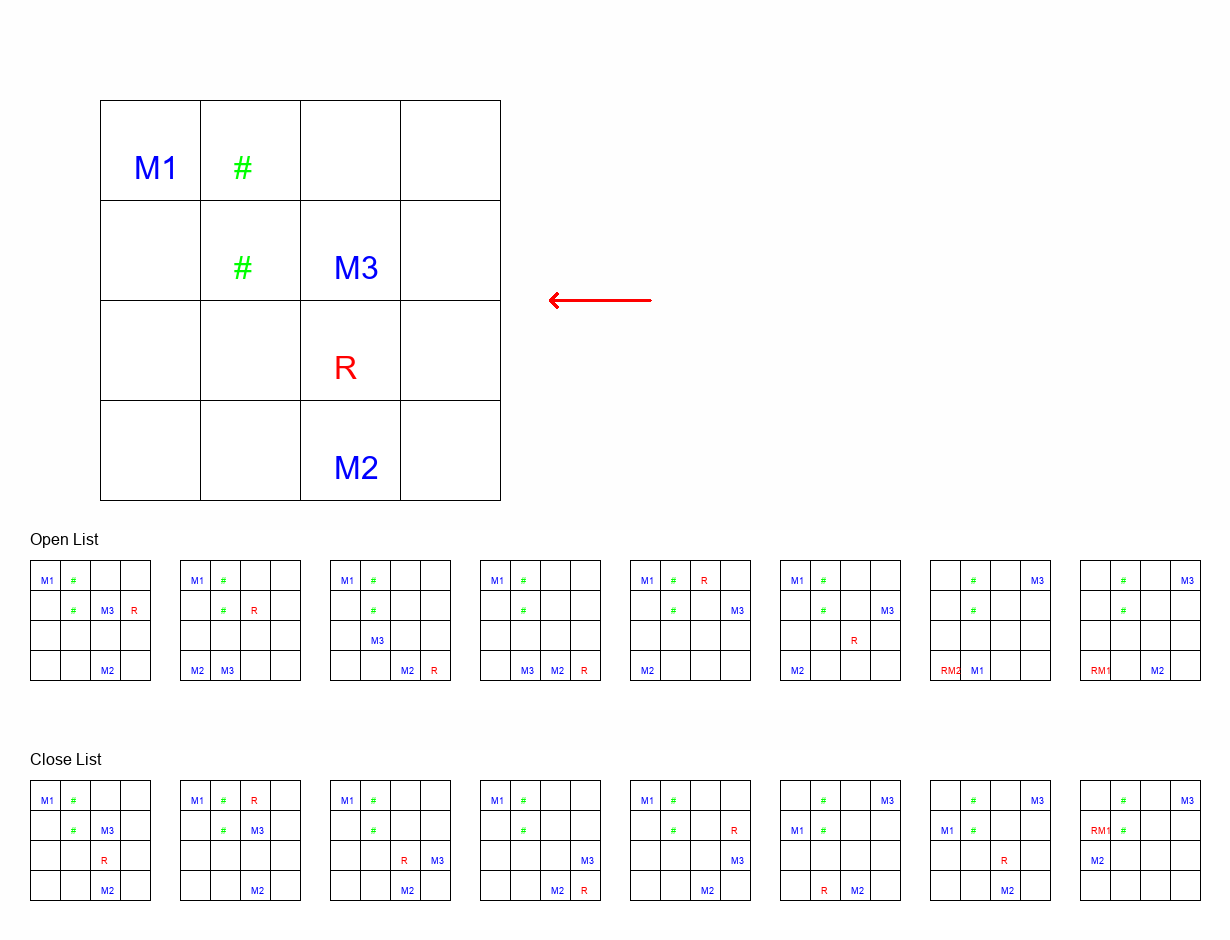 M1 #
# M3
R
M2
Open List
M1 # M1 # M1 # M1 # M1 # R M1 # # M3 # M3
# M3 R # R # # # M3 # M3 # #
M3 R
M2 M2 M3 M2 R M3 M2 R M2 M2 RM2 M1 RM1 M2
Close List
M1 # M1 # R M1 # M1 # M1 # # M3 # M3 # M3
# M3 # M3 # # # R M1 # M1 # RM1 #
R R M3 M3 M3 R M2
M2 M2 M2 M2 R M2 R M2 M2